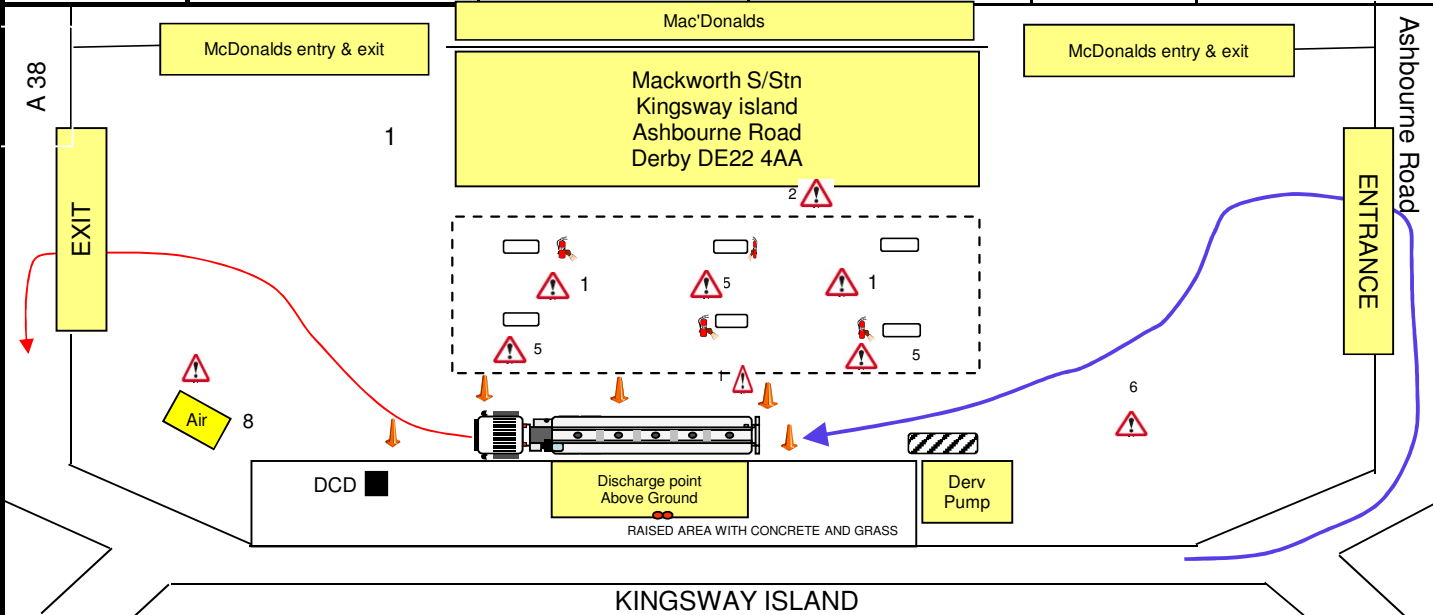 Mac'Donalds
McDonalds entry & exit
McDonalds entry & exit
A 38
Ashbourne Road
Mackworth S/Stn
Kingsway island
Ashbourne Road
Derby DE22 4AA
1
2
EXIT
ENTRANCE
1
5
1
5
5
1
6
Air
8
DCD
Discharge point
Above Ground
Derv
Pump
RAISED AREA WITH CONCRETE AND GRASS
KINGSWAY ISLAND